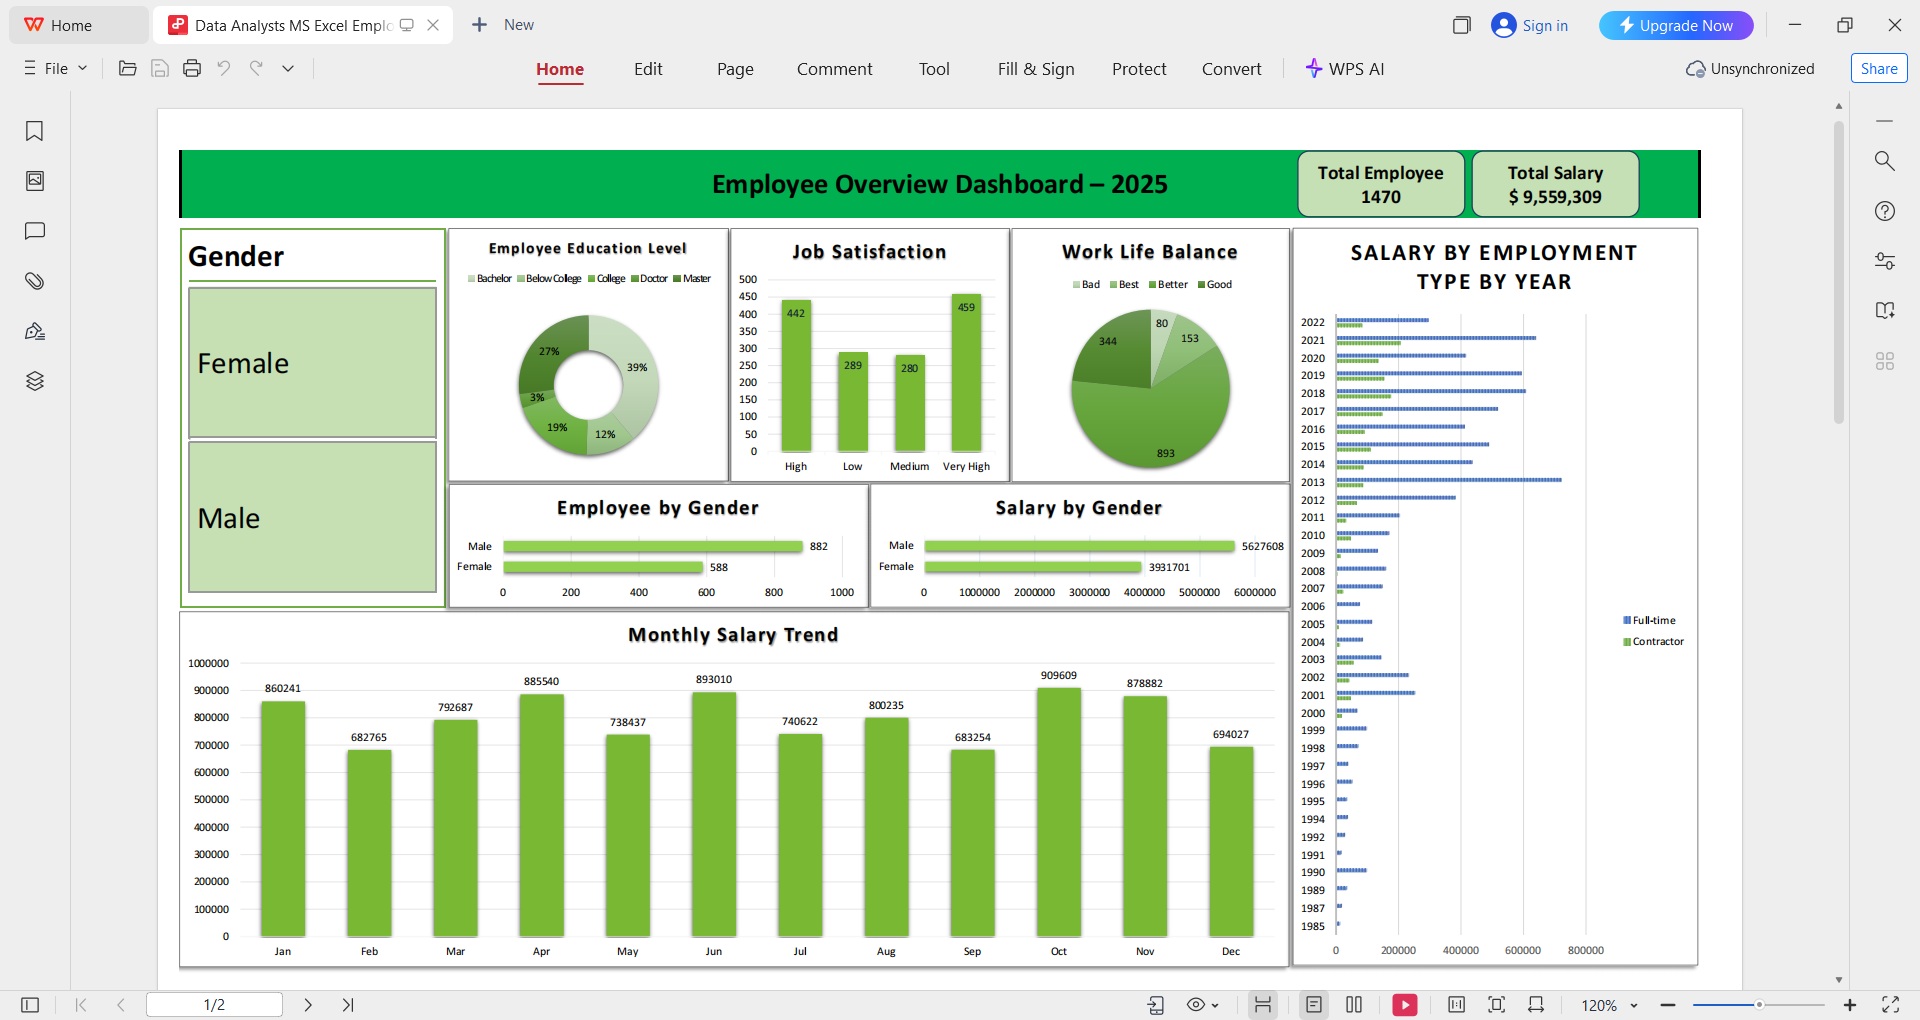 Home
Data Analysts MS Excel Emplo
New
Sign in
Upgrade Now
File
Home
Edit
Page
Comment
Tool
Fill & Sign
Protect
Convert
WPS AI
Unsynchronized
Share
Employee Overview Dashboard – 2025
Total Employee
1470
Total Salary
$ 9,559,309
Gender
Female
Male
Employee Education Level
Bachelor Below College College Doctor Master
39%
12%
19%
3%
27%
Job Satisfaction
500
450
400
350
300
250
200
150
100
50
0
442
289
280
459
High Low Medium Very High
Work Life Balance
Bad Best Better Good
80
153
893
344
Employee by Gender
Male 882
Female 588
0 200 400 600 800 1000
Salary by Gender
Male 5627608
Female 3931701
0 1000000 2000000 3000000 4000000 5000000 6000000
Monthly Salary Trend
1000000
900000
800000
700000
600000
500000
400000
300000
200000
100000
0
860241
682765
792687
885540
738437
893010
740622
800235
683254
909609
878882
694027
Jan Feb Mar Apr May Jun Jul Aug Sep Oct Nov Dec
SALARY BY EMPLOYMENT
TYPE BY YEAR
2022
2021
2020
2019
2018
2017
2016
2015
2014
2013
2012
2011
2010
2009
2008
2007
2006
2005
2004
2003
2002
2001
2000
1999
1998
1997
1996
1995
1994
1992
1991
1990
1989
1987
1985
0 200000 400000 600000 800000
Full-time
Contractor
1/2
120%